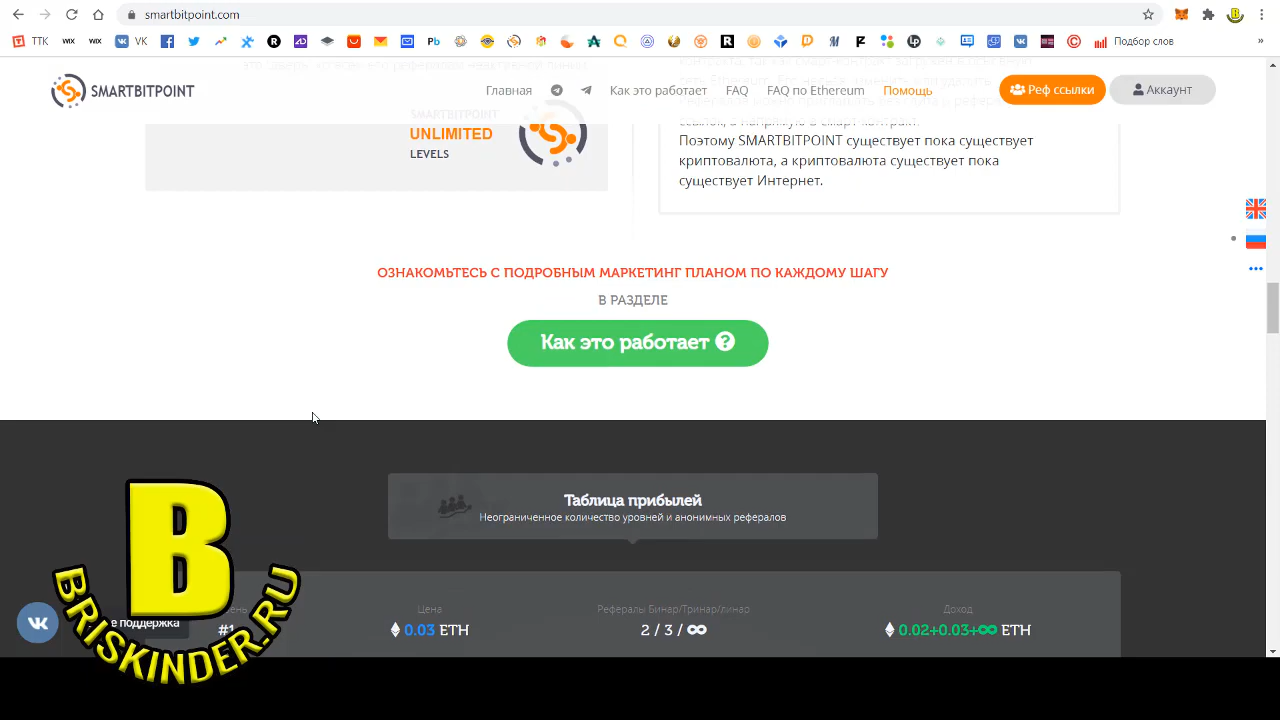 smartbitpoint.com
ТТК
VK
Подбор слов
SMARTBITPOINT
Главная
Как это работает
FAQ
FAQ по Ethereum
Помощь
Реф ссылки
Аккаунт
SMARTBITPOINT
UNLIMITED
LEVELS
Поэтому SMARTBITPOINT существует пока существует
криптовалюта, а криптовалюта существует пока
существует Интернет.
ОЗНАКОМЬТЕСЬ С ПОДРОБНЫМ МАРКЕТИНГ ПЛАНОМ ПО КАЖДОМУ ШАГУ
В РАЗДЕЛЕ
Как это работает
Таблица прибылей
Неограниченное количество уровней и анонимных рефералов
Цена
Рефералы Бинар/Тринар/линар
Доход
#1
0.03 ETH
2 / 3 / ∞
0.02+0.03+∞ ETH
поддержка
B
BRISKINDER.RU